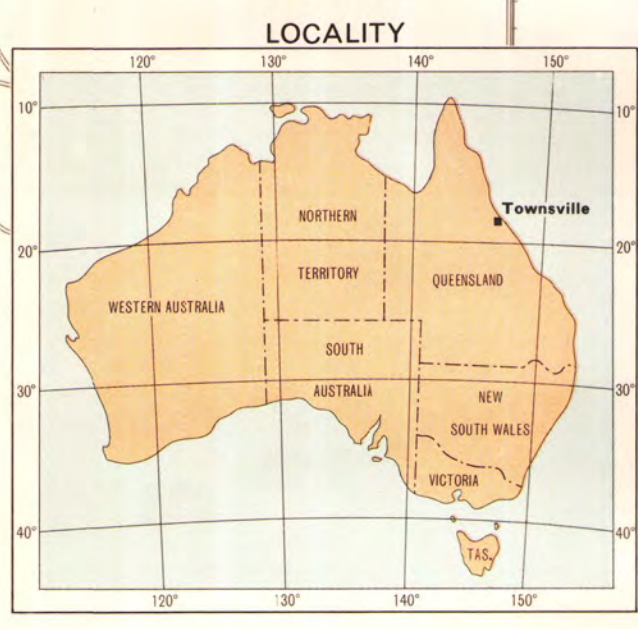 LOCALITY
120° 130° 140° 150°
10° 10°
Townsville
NORTHERN
20° 20°
TERRITORY
QUEENSLAND
WESTERN AUSTRALIA
SOUTH
30° 30°
AUSTRALIA
NEW
SOUTH WALES
VICTORIA
40° 40°
TAS.
120° 130° 140° 150°